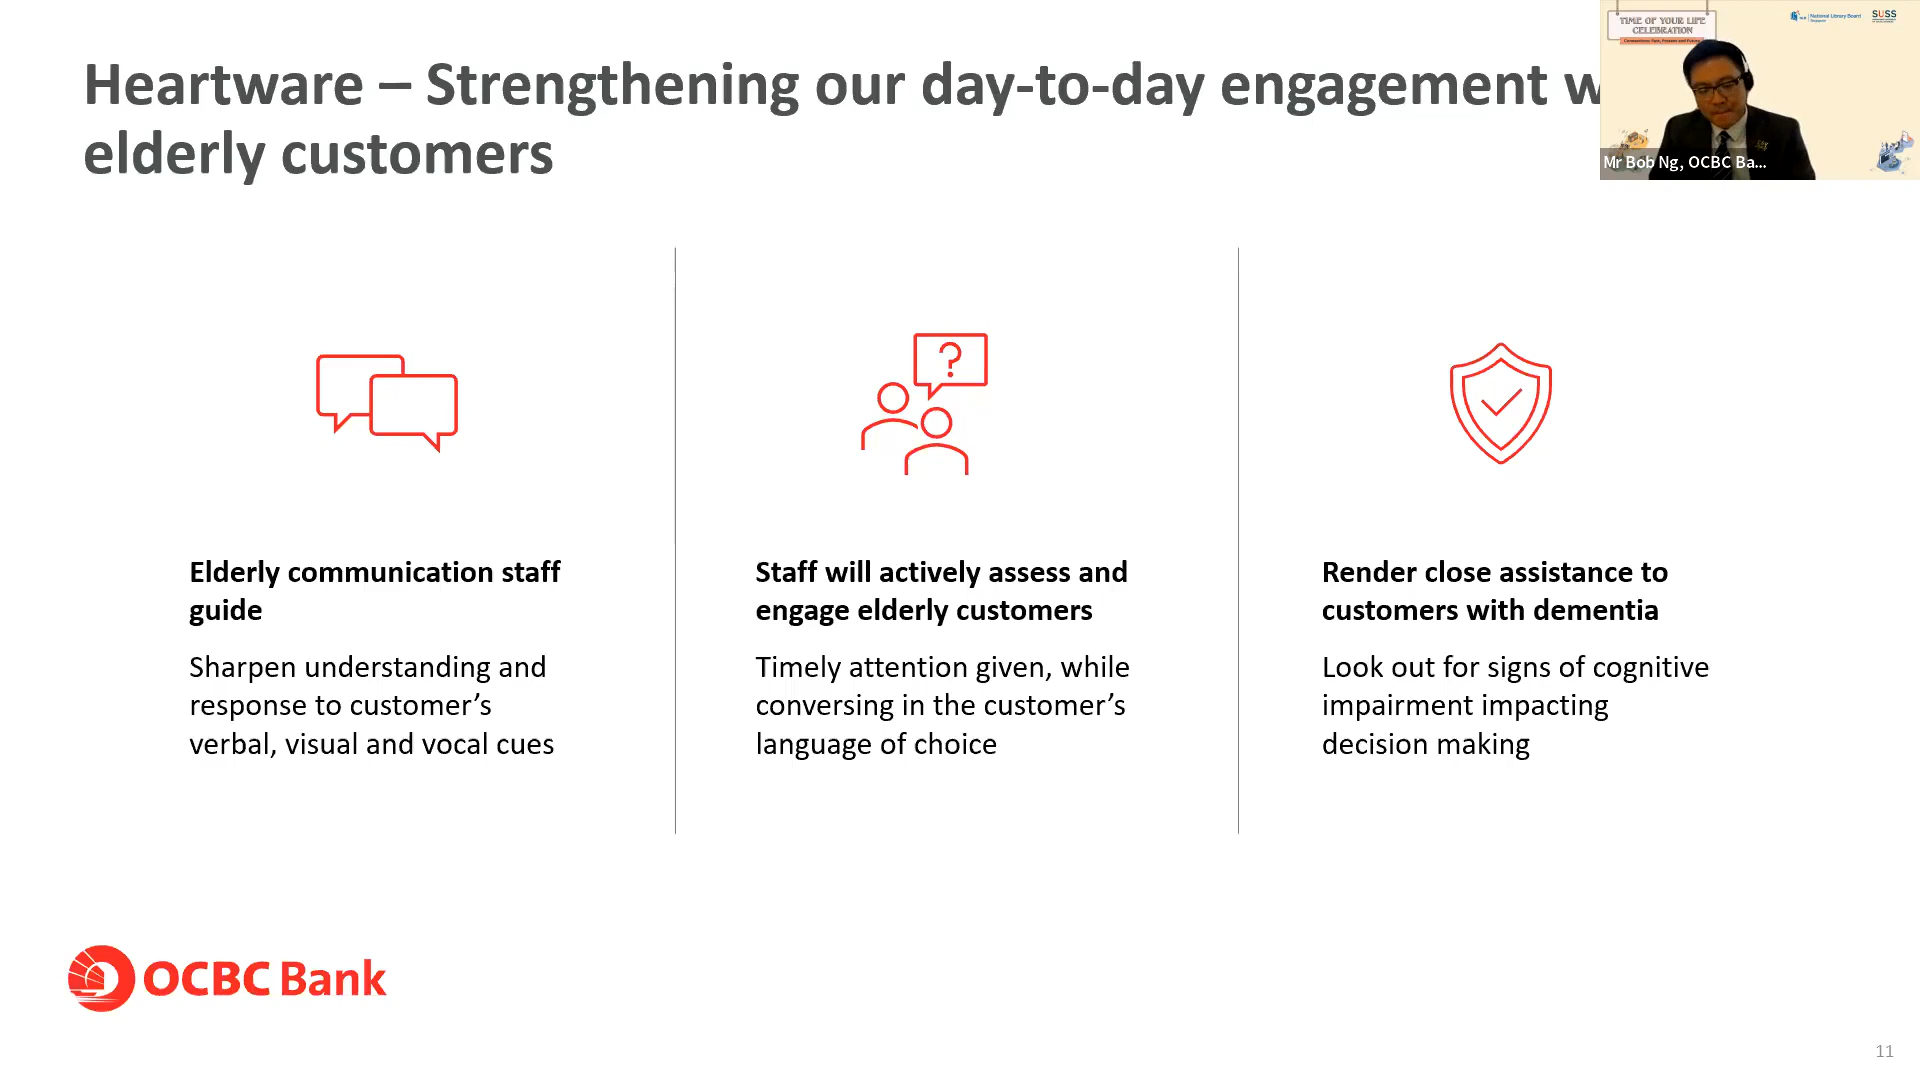 Heartware – Strengthening our day-to-day engagement w
elderly customers
TIME OF YOUR LIFE
CELEBRATION
National Library Board
Singapore
SUSS
Mr Bob Ng, OCBC Ba...
?
Elderly communication staff
guide
Sharpen understanding and
response to customer’s
verbal, visual and vocal cues
Staff will actively assess and
engage elderly customers
Timely attention given, while
conversing in the customer’s
language of choice
Render close assistance to
customers with dementia
Look out for signs of cognitive
impairment impacting
decision making
OCBC Bank
11